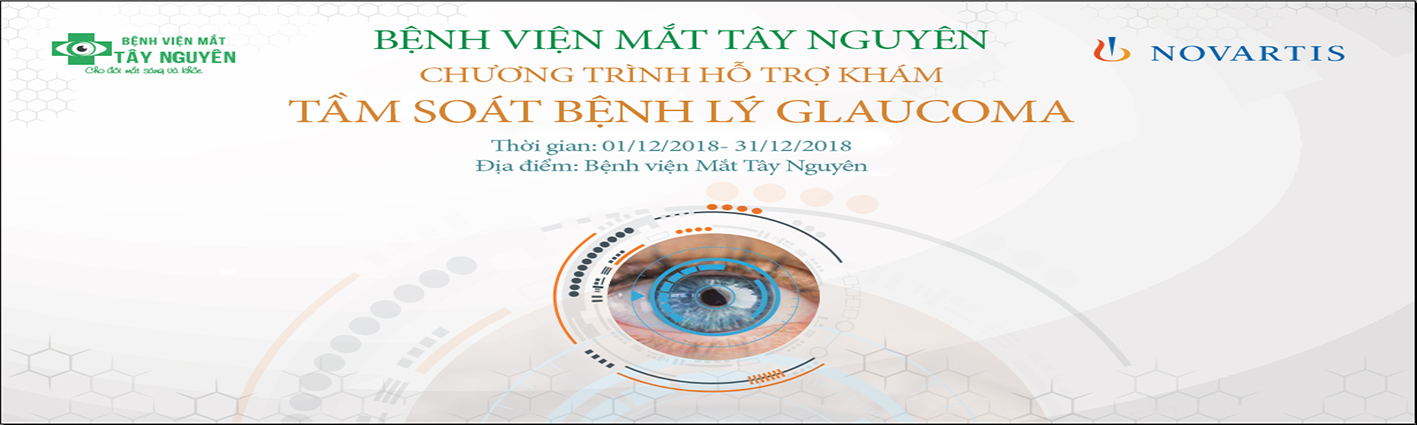 BỆNH VIỆN MẮT
TÂY NGUYÊN
Cho đôi mắt sáng và khỏe
BỆNH VIỆN MẮT TÂY NGUYÊN
CHƯƠNG TRÌNH HỖ TRỢ KHÁM
TẦM SOÁT BỆNH LÝ GLAUCOMA
Thời gian: 01/12/2018- 31/12/2018
Địa điểm: Bệnh viện Mắt Tây Nguyên
NOVARTIS